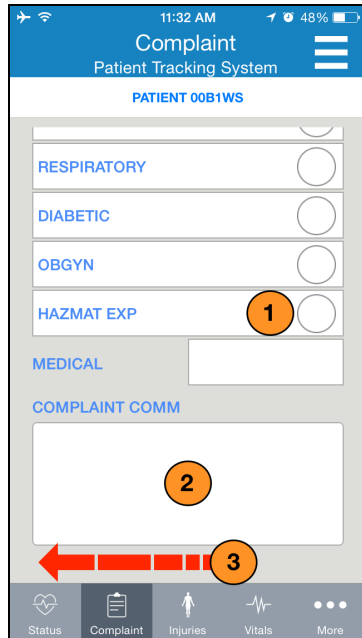 11:32 AM 48%
Complaint
Patient Tracking System
PATIENT 00B1WS
RESPIRATORY
DIABETIC
OBGYN
HAZMAT EXP 1
MEDICAL
COMPLAINT COMM
2
3
Status Complaint Injuries Vitals More